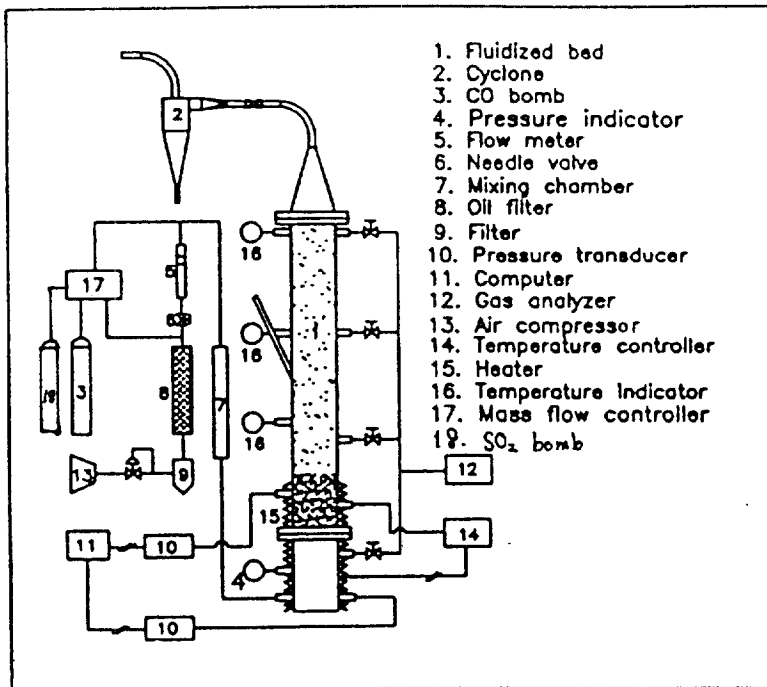 1. Fluidized bed
2. Cyclone
3. CO bomb
4. Pressure indicator
5. Flow meter
6. Needle valve
7. Mixing chamber
8. Oil filter
9. Filter
10. Pressure transducer
11. Computer
12. Gas analyzer
13. Air compressor
14. Temperature controller
15. Heater
16. Temperature Indicator
17. Mass flow controller
18. SO₂ bomb
2
16
5
17
6
1
16
18
3
8
7
16
13
9
12
15
11
10
14
4
10